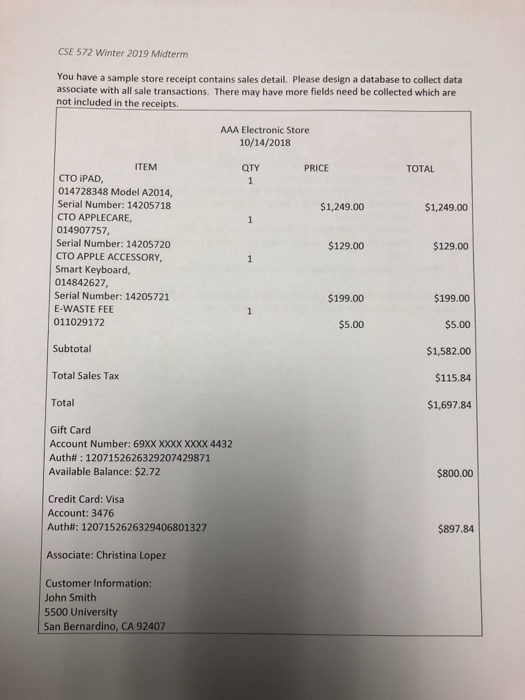 CSE 572 Winter 2019 Midterm
You have a sample store receipt contains sales detail. Please design a database to collect data
associate with all sale transactions. There may have more fields need be collected which are
not included in the receipts.
AAA Electronic Store
10/14/2018
ITEM QTY PRICE TOTAL
CTO iPAD, 1
014728348 Model A2014,
Serial Number: 14205718 $1,249.00 $1,249.00
CTO APPLECARE, 1
014907757,
Serial Number: 14205720 $129.00 $129.00
CTO APPLE ACCESSORY, 1
Smart Keyboard,
014842627,
Serial Number: 14205721 $199.00 $199.00
E-WASTE FEE 1
011029172 $5.00 $5.00
Subtotal $1,582.00
Total Sales Tax $115.84
Total $1,697.84
Gift Card
Account Number: 69XX XXXX XXXX 4432
Auth# : 1207152626329207429871
Available Balance: $2.72 $800.00
Credit Card: Visa
Account: 3476
Auth#: 1207152626329406801327 $897.84
Associate: Christina Lopez
Customer Information:
John Smith
5500 University
San Bernardino, CA 92407